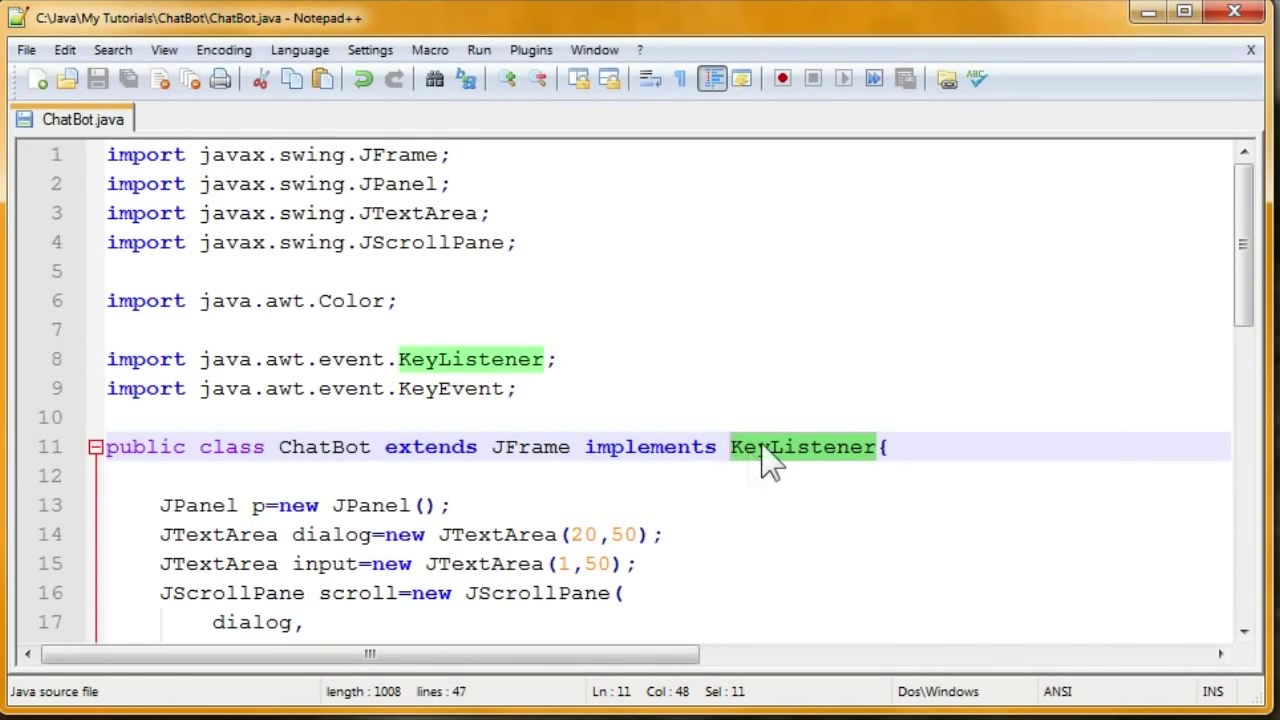 C:\Java\My Tutorials\ChatBot\ChatBot.java - Notepad++
File Edit Search View Encoding Language Settings Macro Run Plugins Window ? X
ABC
ChatBot.java
1 import javax.swing.JFrame;
2 import javax.swing.JPanel;
3 import javax.swing.JTextArea;
4 import javax.swing.JScrollPane;
5
6 import java.awt.Color;
7
8 import java.awt.event.KeyListener;
9 import java.awt.event.KeyEvent;
10
11 public class ChatBot extends JFrame implements KeyListener{
12
13 JPanel p=new JPanel();
14 JTextArea dialog=new JTextArea(20,50);
15 JTextArea input=new JTextArea(1,50);
16 JScrollPane scroll=new JScrollPane(
17 dialog,
Java source file length : 1008 lines : 47 Ln : 11 Col : 48 Sel : 11 Dos\Windows ANSI INS